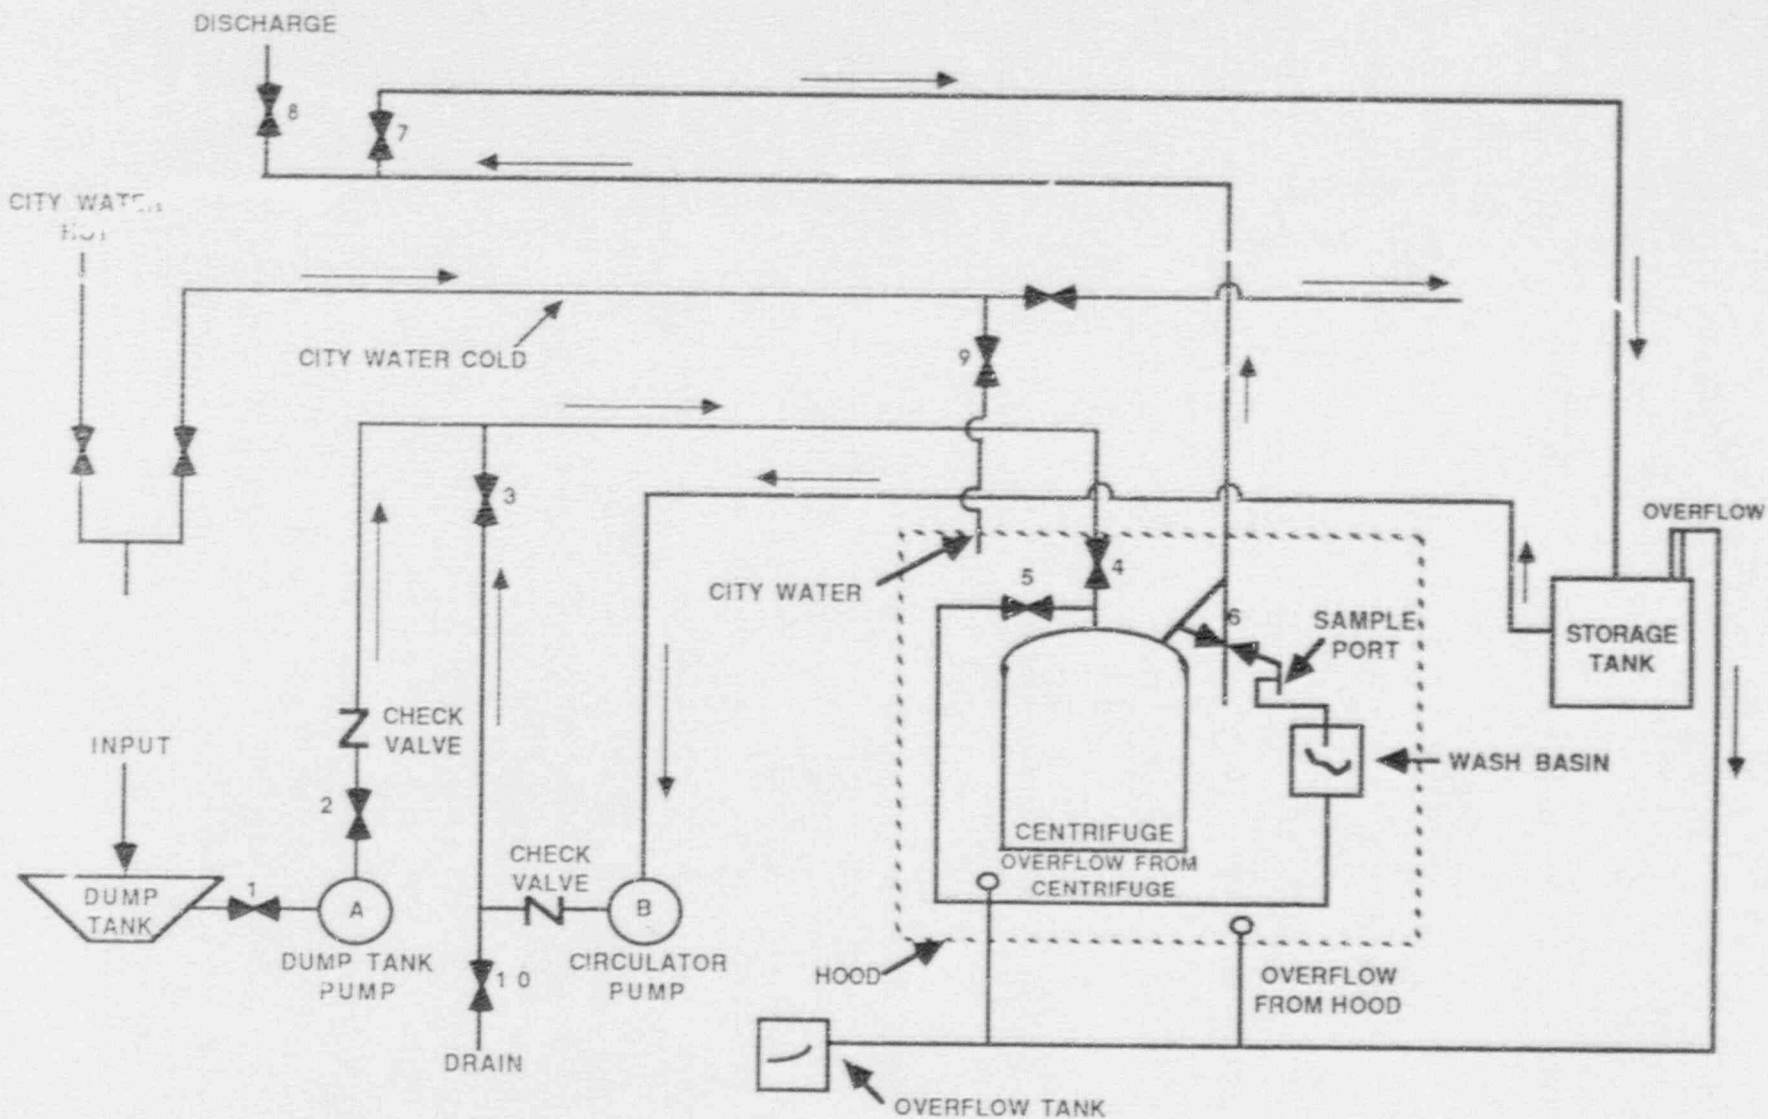 DISCHARGE
8
7
CITY
CITY WATER COLD
9
3
OVERFLOW
CITY WATER
4
5
6
SAMPLE
PORT
STORAGE
TANK
CHECK
VALVE
INPUT
2
WASH BASIN
CENTRIFUGE
OVERFLOW FROM
CENTRIFUGE
CHECK
VALVE
DUMP
TANK
1
A
B
DUMP TANK
PUMP
CIRCULATOR
PUMP
10
HOOD
OVERFLOW
FROM HOOD
DRAIN
OVERFLOW TANK